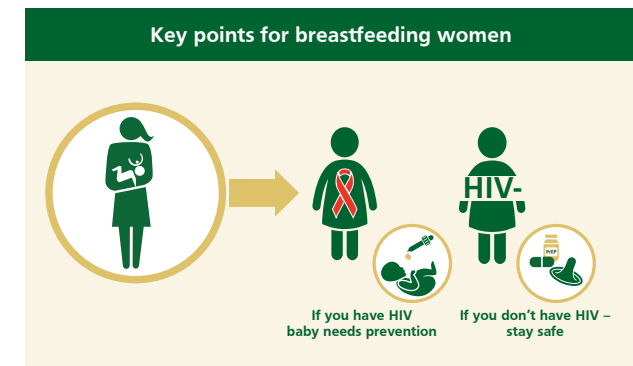 Key points for breastfeeding women
HIV-
PrEP
If you have HIV
baby needs prevention
If you don't have HIV –
stay safe